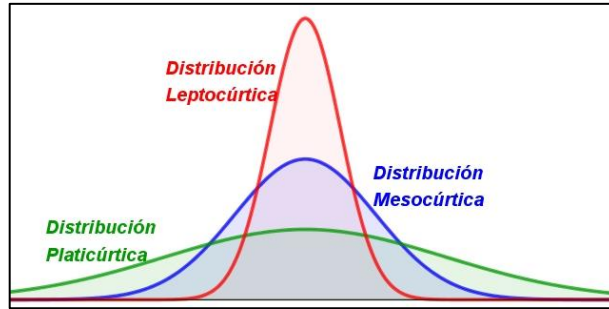 Distribución
Leptocúrtica
Distribución
Mesocúrtica
Distribución
Platicúrtica